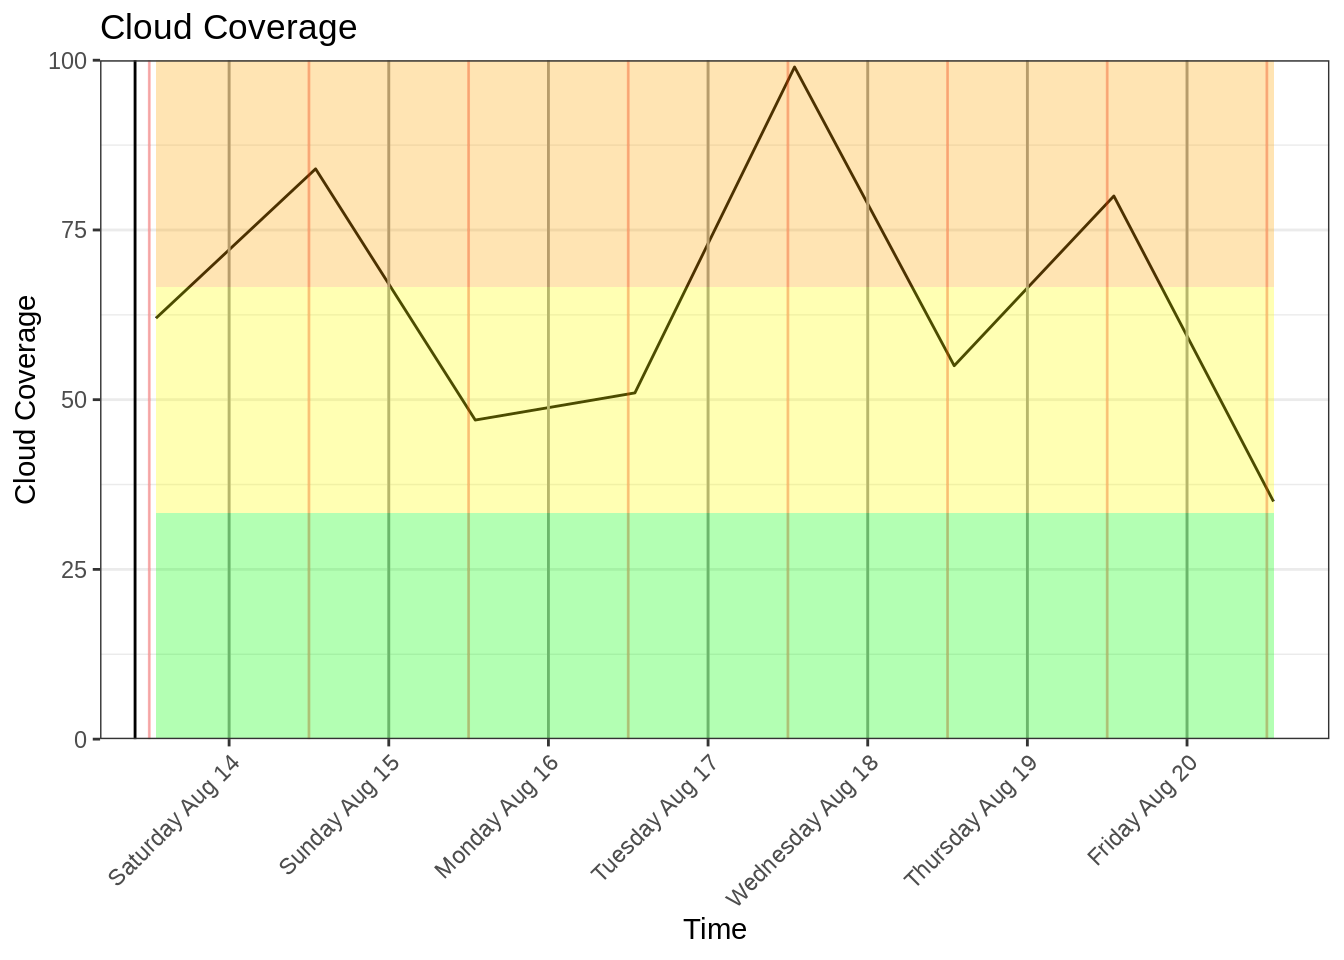 Cloud Coverage
Cloud Coverage
100
75
50
25
0
Saturday Aug 14
Sunday Aug 15
Monday Aug 16
Tuesday Aug 17
Wednesday Aug 18
Thursday Aug 19
Friday Aug 20
Time